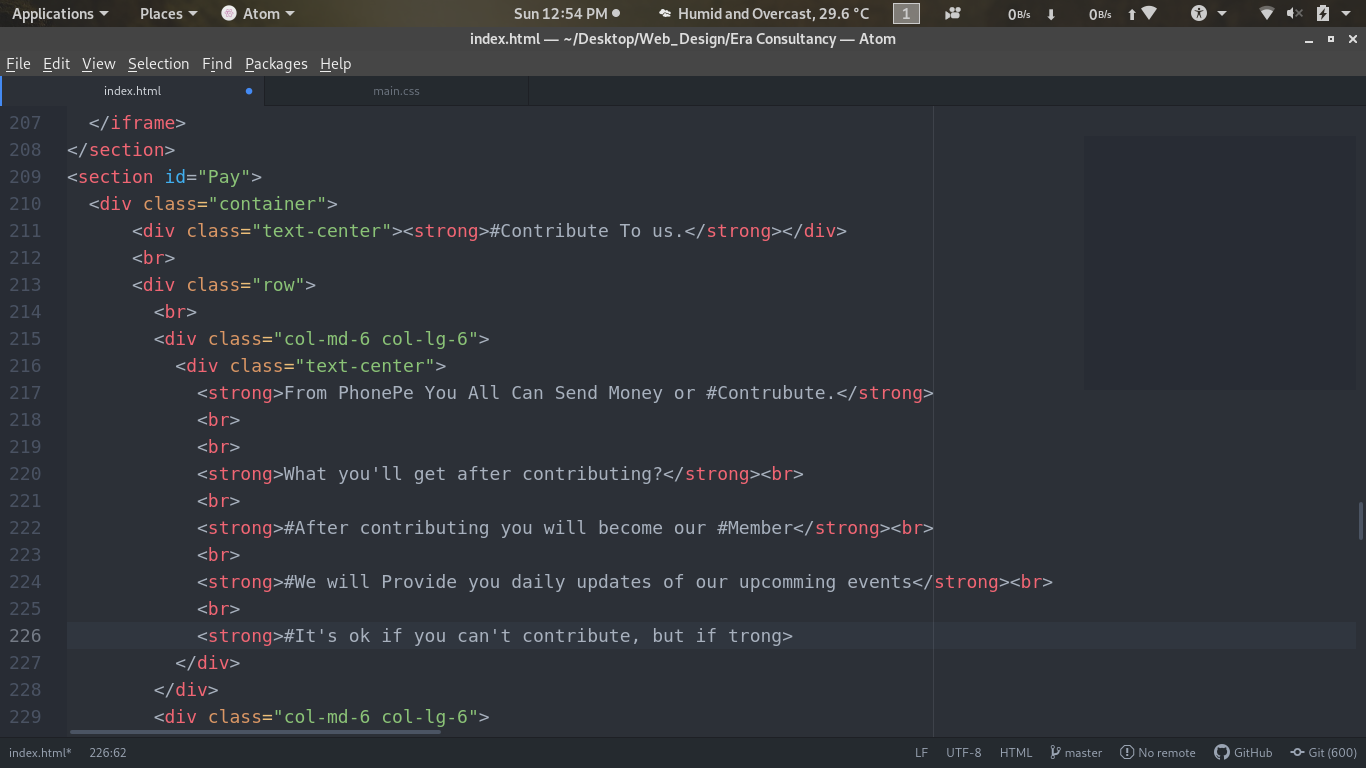 Applications Places Atom Sun 12:54 PM Humid and Overcast, 29.6 °C 1 0B/s 0B/s
index.html — ~/Desktop/Web_Design/Era Consultancy — Atom
File Edit View Selection Find Packages Help
index.html main.css
207 </iframe>
208 </section>
209 <section id="Pay">
210 <div class="container">
211 <div class="text-center"><strong>#Contribute To us.</strong></div>
212 <br>
213 <div class="row">
214 <br>
215 <div class="col-md-6 col-lg-6">
216 <div class="text-center">
217 <strong>From PhonePe You All Can Send Money or #Contrubute.</strong>
218 <br>
219 <br>
220 <strong>What you'll get after contributing?</strong><br>
221 <br>
222 <strong>#After contributing you will become our #Member</strong><br>
223 <br>
224 <strong>#We will Provide you daily updates of our upcomming events</strong><br>
225 <br>
226 <strong>#It's ok if you can't contribute, but if trong>
227 </div>
228 </div>
229 <div class="col-md-6 col-lg-6">
index.html* 226:62 LF UTF-8 HTML master No remote GitHub Git (600)